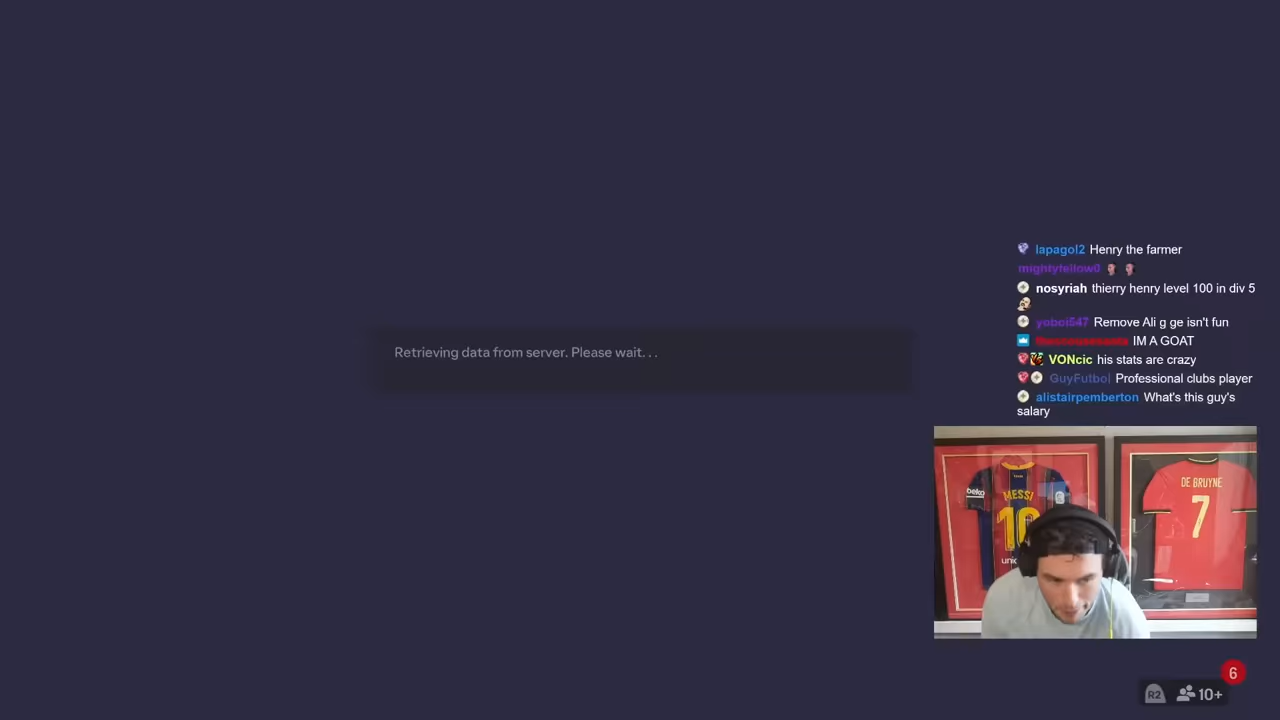 lapagol2 Henry the farmer
mightyfellow0
nosyriah thierry henry level 100 in div 5
yoboi547 Remove Ali g ge isn't fun
IM A GOAT
Retrieving data from server. Please wait. . .
VONcic his stats are crazy
GuyFutbol Professional clubs player
alistairpemberton What's this guy's
salary
beko
MESSI
10
DE BRUYNE
7
6
R2 10+